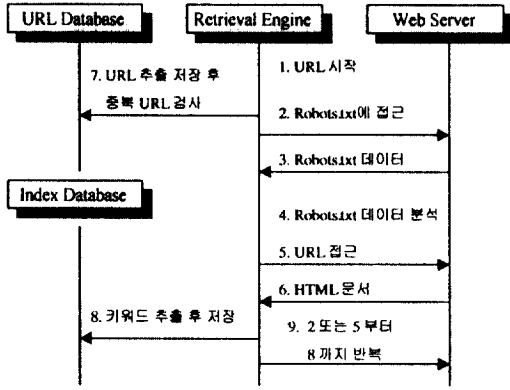 URL Database
Retrieval Engine
Web Server
1. URL 시작
7. URL 추출 저장 후
중복 URL 검사
2. Robots.txt에 접근
3. Robots.txt 데이터
Index Database
4. Robots.txt 데이터 분석
5. URL 접근
6. HTML 문서
8. 키워드 추출 후 저장
9. 2 또는 5 부터
8 까지 반복